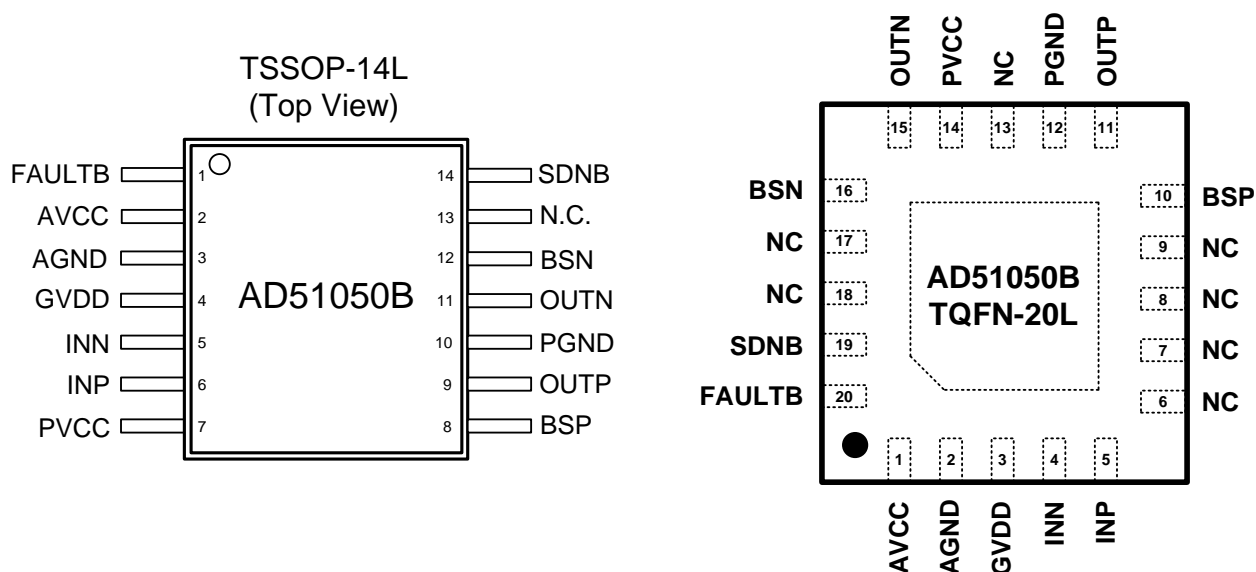 TSSOP-14L
(Top View)
FAULTB 1
AVCC 2
AGND 3
GVDD 4
INN 5
INP 6
PVCC 7
AD51050B
14 SDNB
13 N.C.
12 BSN
11 OUTN
10 PGND
9 OUTP
8 BSP
OUTN
PVCC
NC
PGND
OUTP
15 14 13 12 11
BSN 16
NC 17
NC 18
SDNB 19
FAULTB 20
AD51050B
TQFN-20L
10 BSP
9 NC
8 NC
7 NC
6 NC
1 2 3 4 5
AVCC
AGND
GVDD
INN
INP